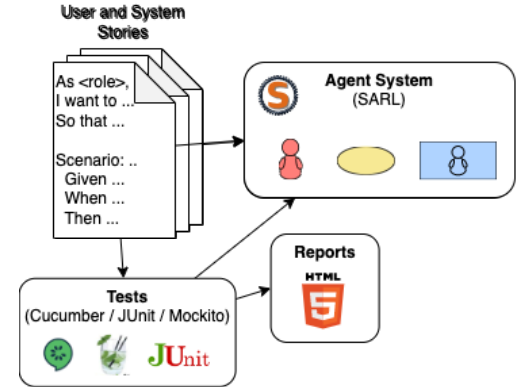 User and System
Stories
As <role>,
I want to ...
So that ...
Scenario: ..
Given ...
When ...
Then ...
S
Agent System
(SARL)
Tests
(Cucumber / JUnit / Mockito)
JUnit
Reports
HTML
5